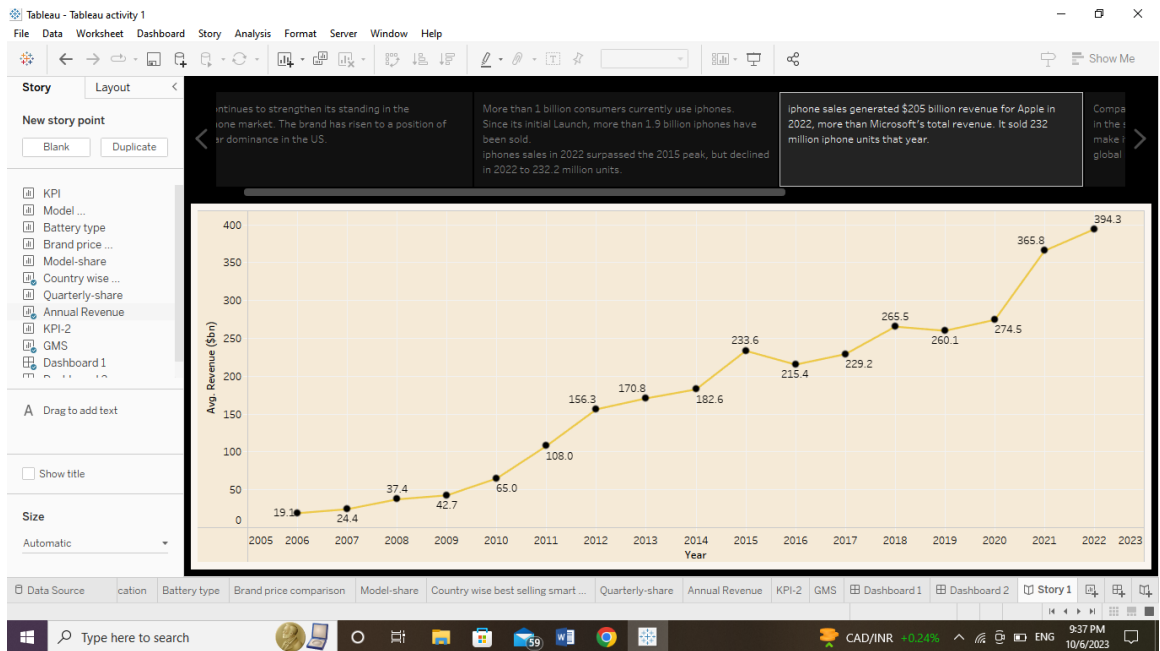 Tableau - Tableau activity 1
File Data Worksheet Dashboard Story Analysis Format Server Window Help
Show Me
Story Layout
New story point
Blank Duplicate
KPI
Model ...
Battery type
Brand price ...
Model-share
Country wise ...
Quarterly-share
Annual Revenue
KPI-2
GMS
Dashboard 1
A Drag to add text
Show title
Size
Automatic
ntinues to strengthen its standing in the
one market. The brand has risen to a position of
ar dominance in the US.
More than 1 billion consumers currently use iphones.
Since its initial Launch, more than 1.9 billion iphones have
been sold.
iphones sales in 2022 surpassed the 2015 peak, but declined
in 2022 to 232.2 million units.
iphone sales generated $205 billion revenue for Apple in
2022, more than Microsoft's total revenue. It sold 232
million iphone units that year.
Compa
in the s
make i
global
Avg. Revenue ($bn)
400
350
300
250
200
150
100
50
0
19.1
24.4
37.4
42.7
65.0
108.0
156.3
170.8
182.6
233.6
215.4
229.2
265.5
260.1
274.5
365.8
394.3
2005 2006 2007 2008 2009 2010 2011 2012 2013 2014 2015 2016 2017 2018 2019 2020 2021 2022 2023
Year
Data Source cation Battery type Brand price comparison Model-share Country wise best selling smart ... Quarterly-share Annual Revenue KPI-2 GMS Dashboard 1 Dashboard 2 Story 1
Type here to search
59
CAD/INR +0.24%
ENG
9:37 PM
10/6/2023